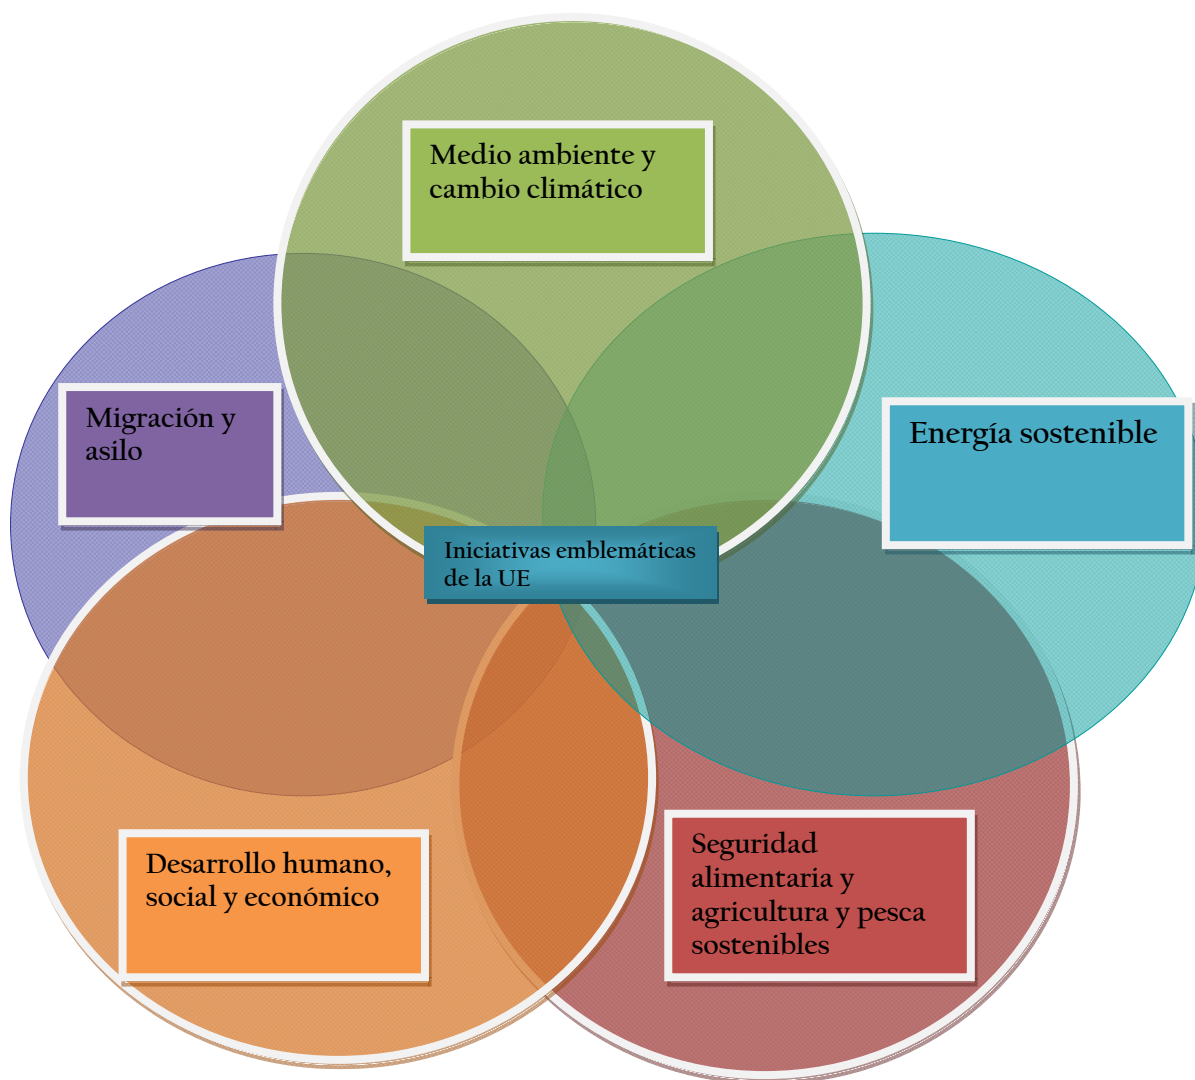 Medio ambiente y
cambio climático
Migración y
asilo
Energía sostenible
Iniciativas emblemáticas
de la UE
Desarrollo humano,
social y económico
Seguridad
alimentaria y
agricultura y pesca
sostenibles